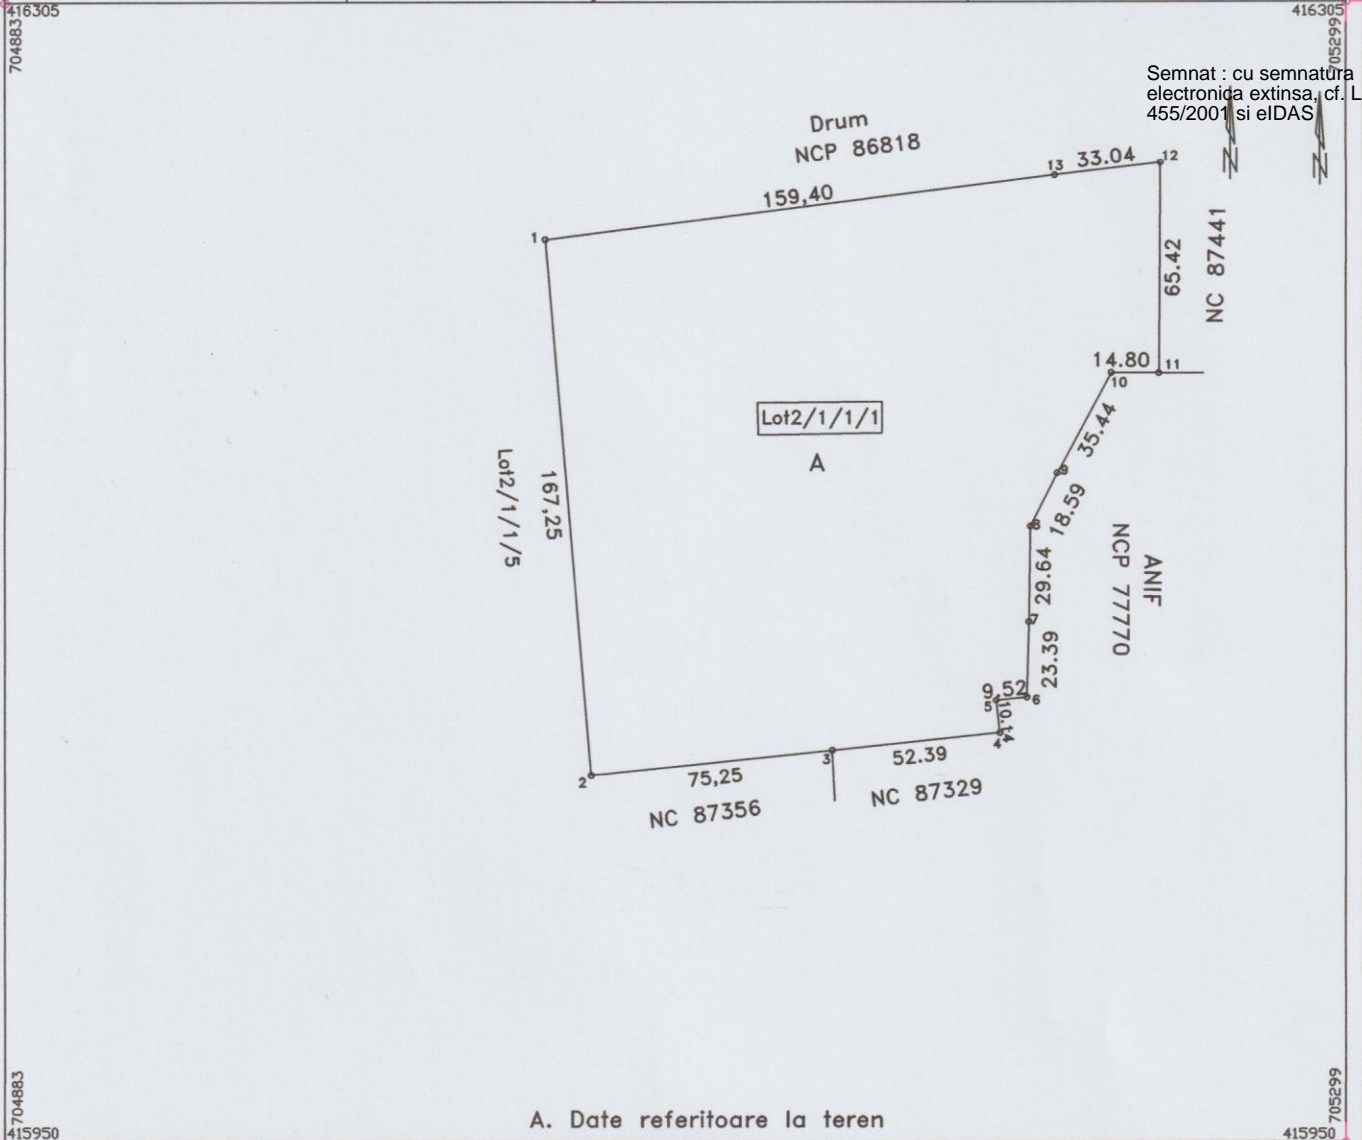 416305
416305
704883
705299
Semnat : cu semnatura
electronica extinsa, cf. L
455/2001 si eIDAS
N
N
Drum
NCP 86818
13
33.04
12
159,40
1
65.42
NC 87441
14.80
11
10
Lot2/1/1/1
A
35.44
9
18.59
8
Lot2/1/1/5
167,25
29.64
ANIF
NCP 77770
7
23.39
9.52
5
6
10.14
4
3
52.39
2
75,25
NC 87356
NC 87329
704883
705299
A. Date referitoare la teren
415950
415950